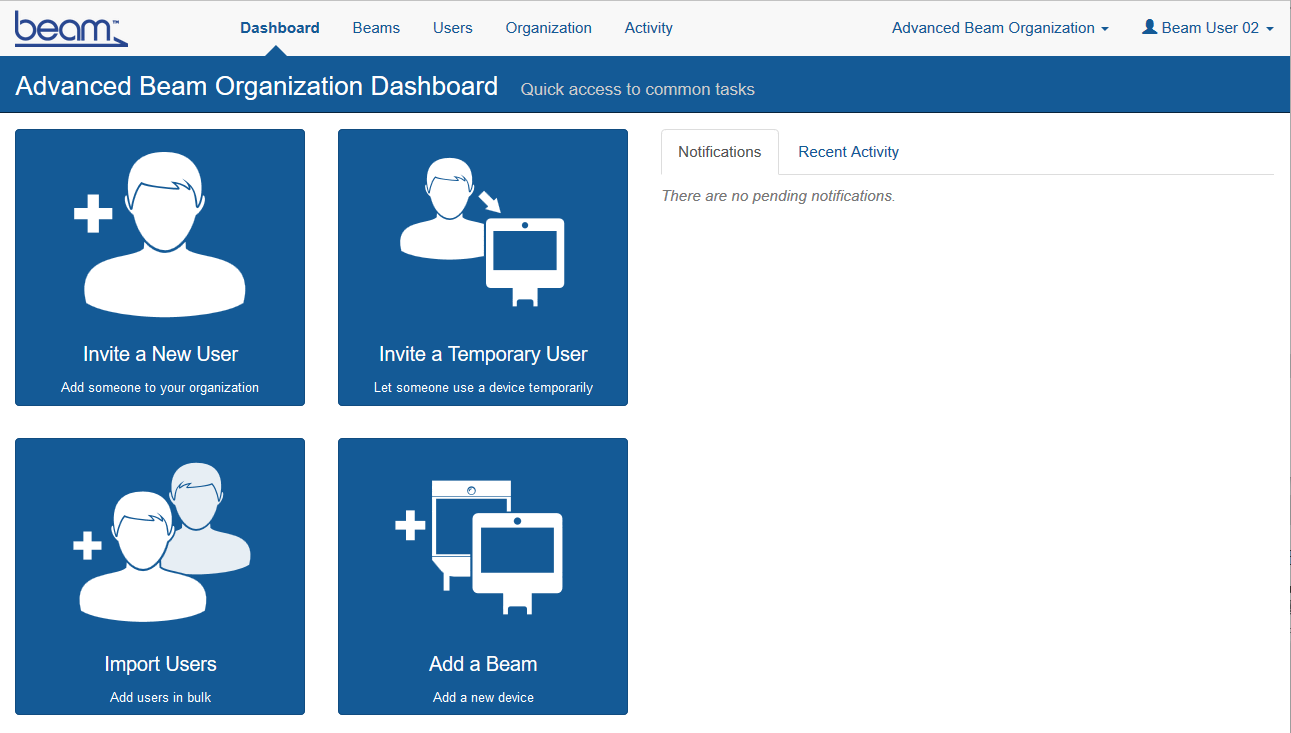 beam™
Dashboard Beams Users Organization Activity Advanced Beam Organization Beam User 02
Advanced Beam Organization Dashboard Quick access to common tasks
Notifications Recent Activity
There are no pending notifications.
Invite a New User
Add someone to your organization
Invite a Temporary User
Let someone use a device temporarily
Import Users
Add users in bulk
Add a Beam
Add a new device